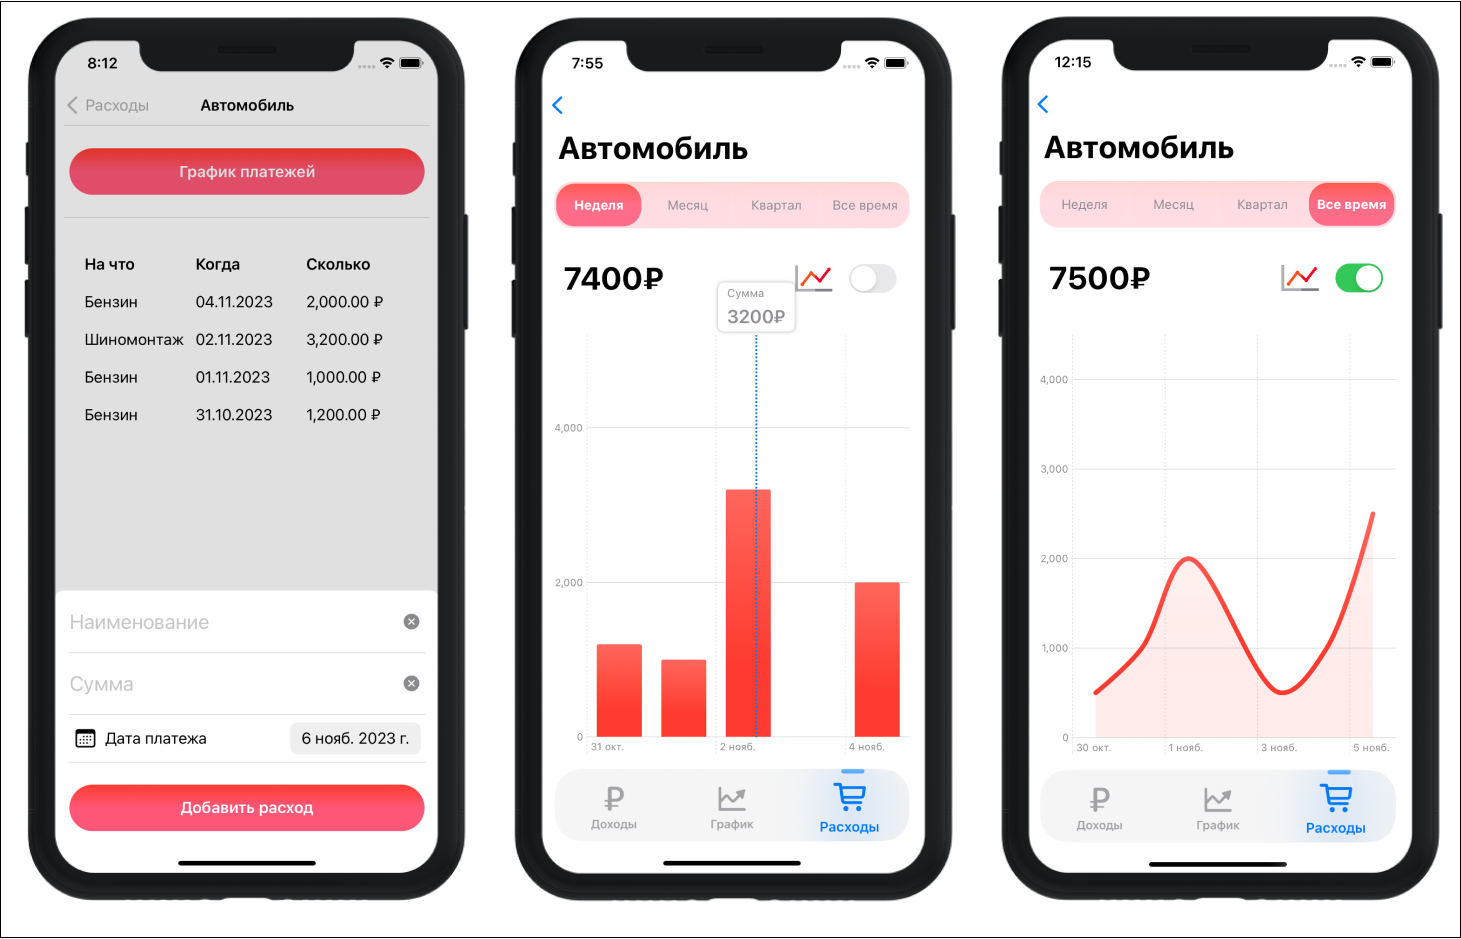 8:12
Расходы
Автомобиль
График платежей
На что Когда Сколько
Бензин 04.11.2023 2,000.00 ₽
Шиномонтаж 02.11.2023 3,200.00 ₽
Бензин 01.11.2023 1,000.00 ₽
Бензин 31.10.2023 1,200.00 ₽
Наименование
Сумма
Дата платежа 6 нояб. 2023 г.
Добавить расход
7:55
Автомобиль
Неделя Месяц Квартал Все время
7400₽
Сумма
3200₽
4,000
2,000
0
31 окт. 2 нояб. 4 нояб.
Доходы График Расходы
12:15
Автомобиль
Неделя Месяц Квартал Все время
7500₽
4,000
3,000
2,000
1,000
0
30 окт. 1 нояб. 3 нояб. 5 нояб.
Доходы График Расходы